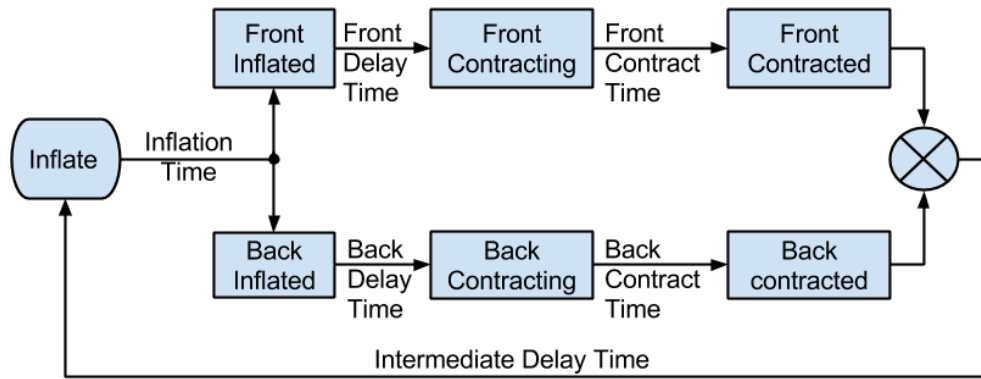 Front
Inflated
Front
Delay
Time
Front
Contracting
Front
Contract
Time
Front
Contracted
Inflate
Inflation
Time
Back
Inflated
Back
Delay
Time
Back
Contracting
Back
Contract
Time
Back
contracted
Intermediate Delay Time